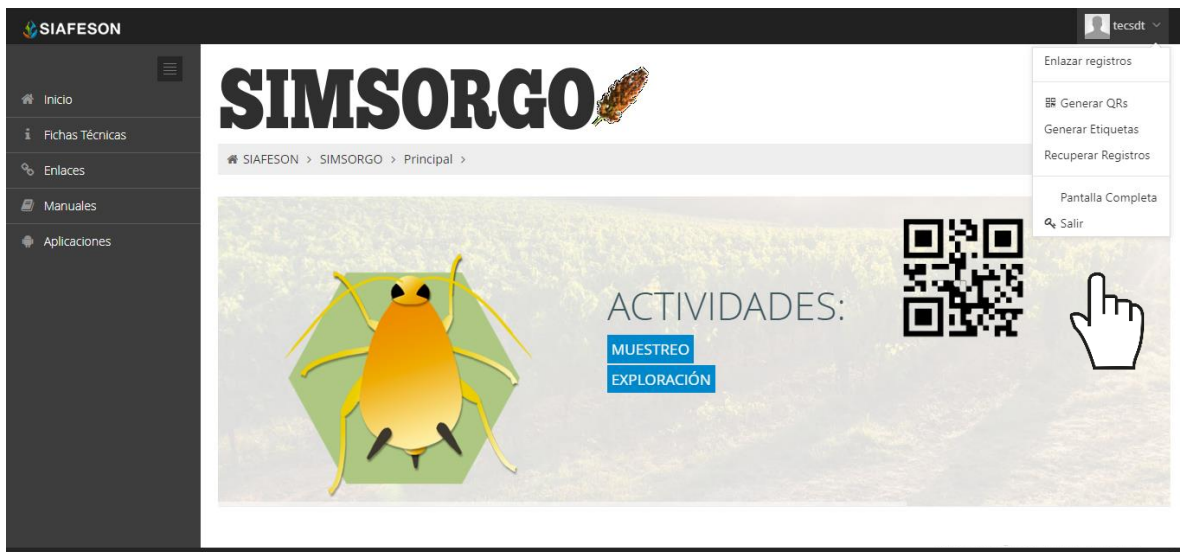 SIAFESON
tecsdt
Inicio
Fichas Técnicas
Enlaces
Manuales
Aplicaciones
SIMSORGO
SIAFESON > SIMSORGO > Principal >
Enlazar registros
Generar QRs
Generar Etiquetas
Recuperar Registros
Pantalla Completa
Salir
ACTIVIDADES:
MUESTREO
EXPLORACIÓN